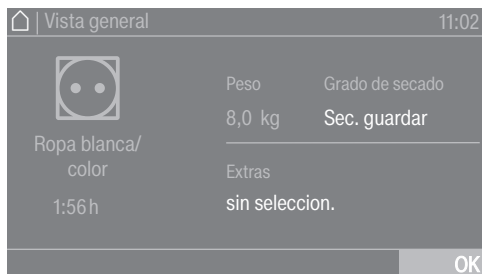 | Vista general 11:02
Peso Grado de secado
8,0 kg Sec. guardar
Ropa blanca/
color
1:56 h
Extras
sin seleccion.
OK